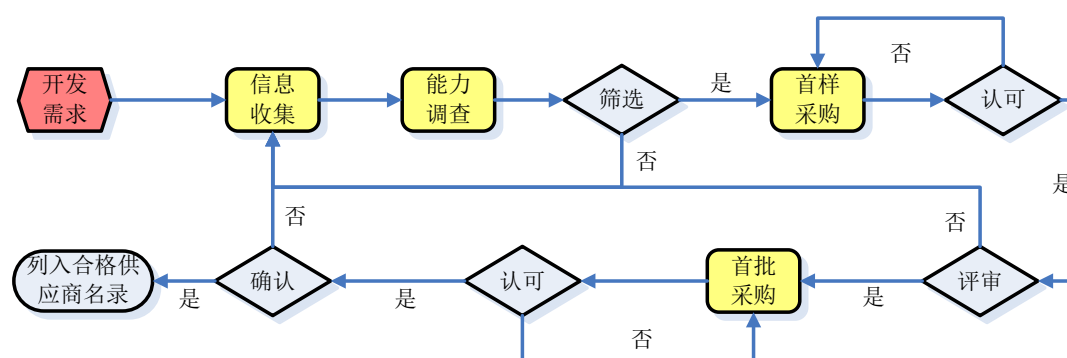 开发
需求
信息
收集
能力
调查
筛选
是
首样
采购
否
认可
否
是
列入合格供
应商名录
是
确认
否
是
认可
否
首批
采购
是
评审
否